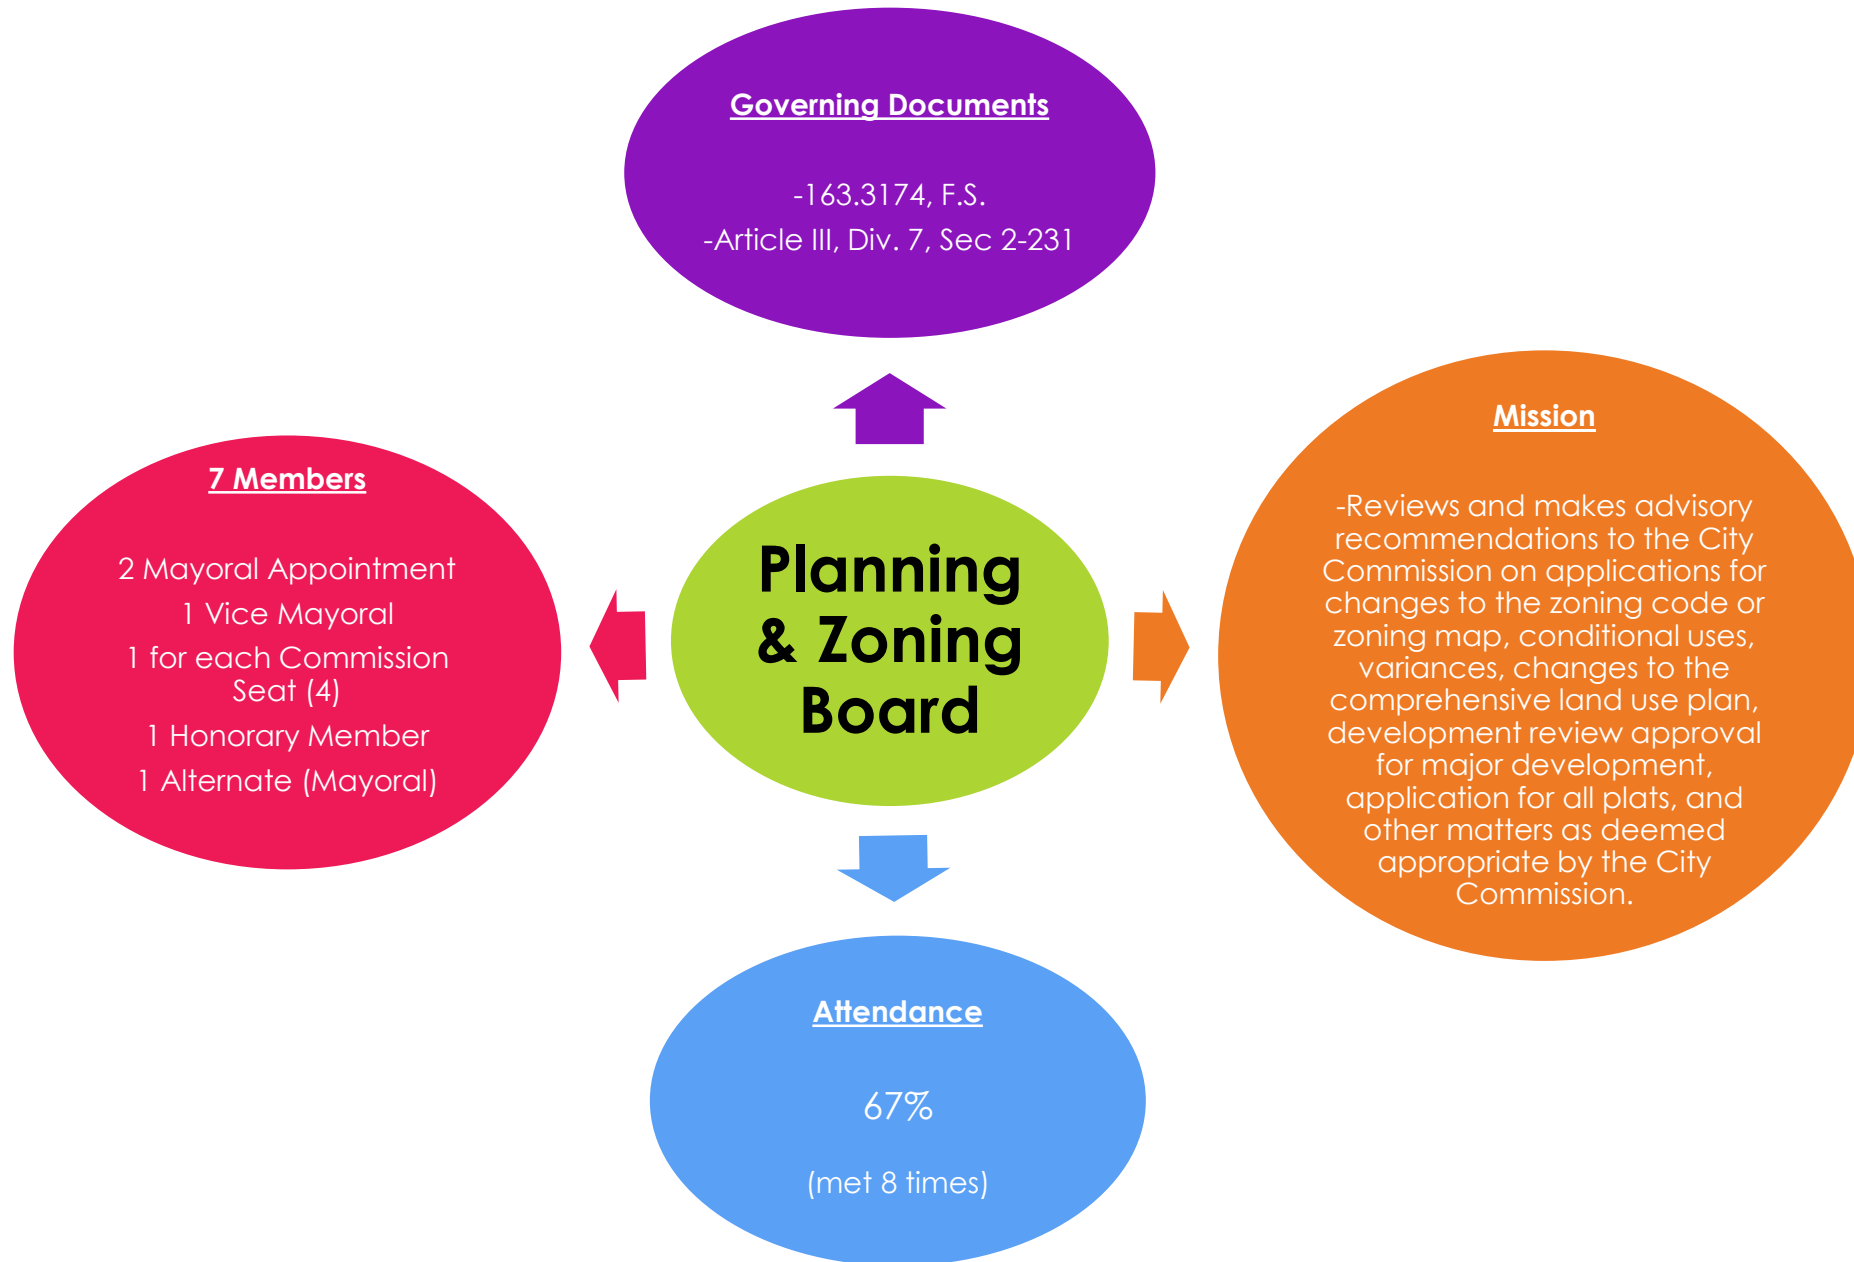 Governing Documents
-163.3174, F.S.
-Article III, Div. 7, Sec 2-231
7 Members
2 Mayoral Appointment
1 Vice Mayoral
1 for each Commission
Seat (4)
1 Honorary Member
1 Alternate (Mayoral)
Planning
& Zoning
Board
Mission
-Reviews and makes advisory
recommendations to the City
Commission on applications for
changes to the zoning code or
zoning map, conditional uses,
variances, changes to the
comprehensive land use plan,
development review approval
for major development,
application for all plats, and
other matters as deemed
appropriate by the City
Commission.
Attendance
67%
(met 8 times)